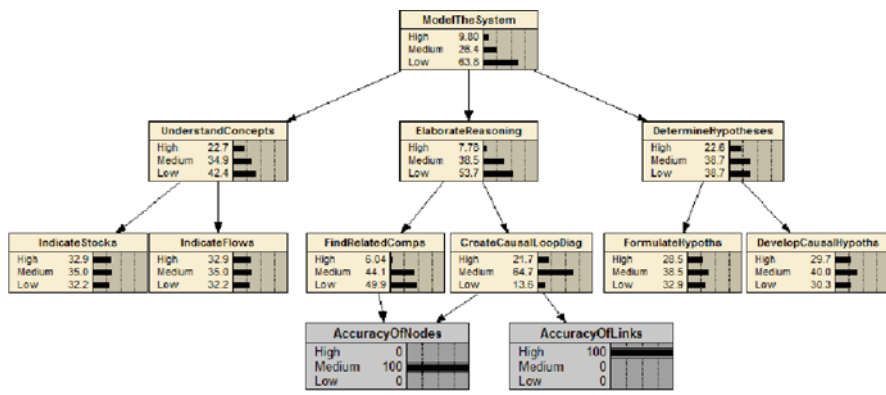 ModelTheSystem
High 9.80
Medium 26.4
Low 63.8
UnderstandConcepts
High 22.7
Medium 34.9
Low 42.4
ElaborateReasoning
High 7.76
Medium 38.5
Low 53.7
DetermineHypotheses
High 22.6
Medium 38.7
Low 38.7
IndicateStocks
High 32.9
Medium 35.0
Low 32.2
IndicateFlows
High 32.9
Medium 35.0
Low 32.2
FindRelatedComps
High 6.04
Medium 44.1
Low 49.9
CreateCausalLoopDiag
High 21.7
Medium 64.7
Low 13.6
FormulateHypoths
High 28.5
Medium 38.5
Low 32.9
DevelopCausalHypoths
High 29.7
Medium 40.0
Low 30.3
AccuracyOfNodes
High 0
Medium 100
Low 0
AccuracyOfLinks
High 100
Medium 0
Low 0